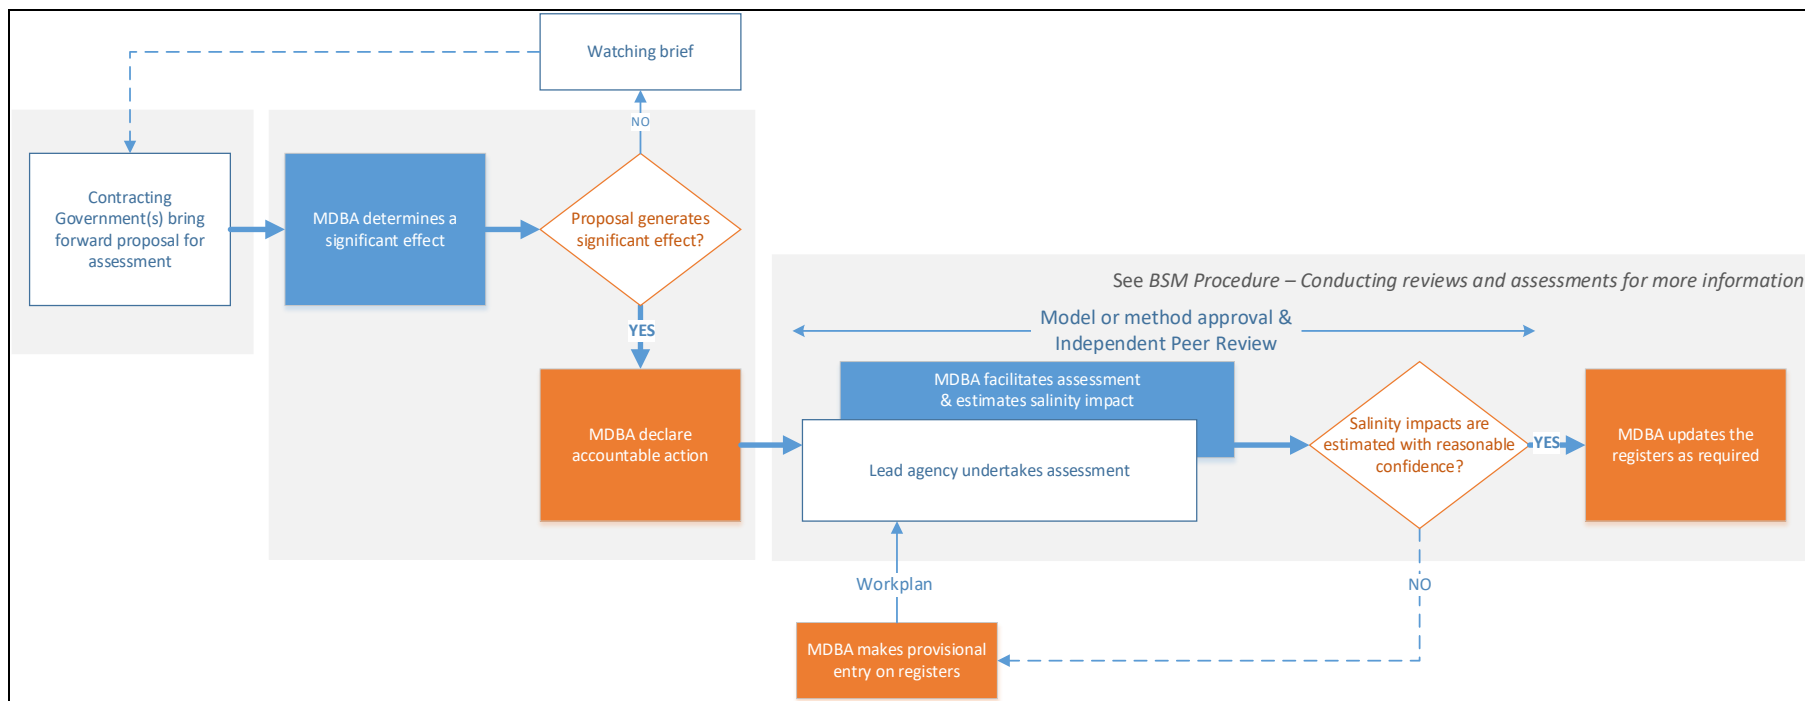 Watching brief
NO
Contracting
Government(s) bring
forward proposal for
assessment
MDBA determines a
significant effect
Proposal generates
significant effect?
YES
MDBA declare
accountable action
See BSM Procedure – Conducting reviews and assessments for more information
Model or method approval &
Independent Peer Review
MDBA facilitates assessment
& estimates salinity impact
Lead agency undertakes assessment
Salinity impacts are
estimated with reasonable
confidence?
YES
MDBA updates the
registers as required
Workplan
NO
MDBA makes provisional
entry on registers